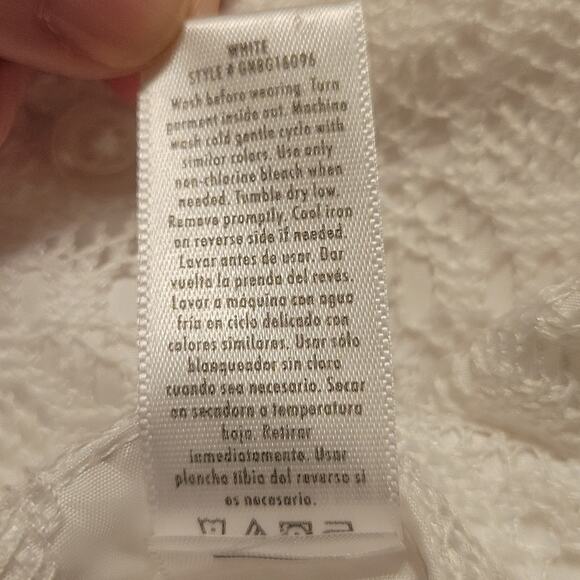 WHITE
STYLE # GNBG16096
Wash before wearing. Turn
garment inside out. Machine
wash cold gentle cycle with
similar colors. Use only
non-chlorine bleach when
needed. Tumble dry low.
Remove promptly. Cool iron
on reverse side if needed.
Lavar antes de usar. Dar
vuelta la prenda del revés.
Lavar a máquina con agua
fría en ciclo delicado con
colores similares. Usar sólo
blanqueador sin cloro
cuando sea necesario. Secar
en secadora a temperatura
baja. Retirar
inmediatamente. Usar
plancha tibia del reverso si
es necesario.